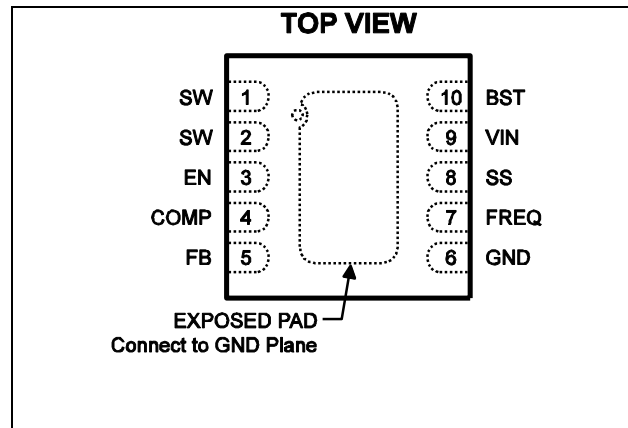 TOP VIEW
SW 1 10 BST
SW 2 9 VIN
EN 3 8 SS
COMP 4 7 FREQ
FB 5 6 GND
EXPOSED PAD
Connect to GND Plane